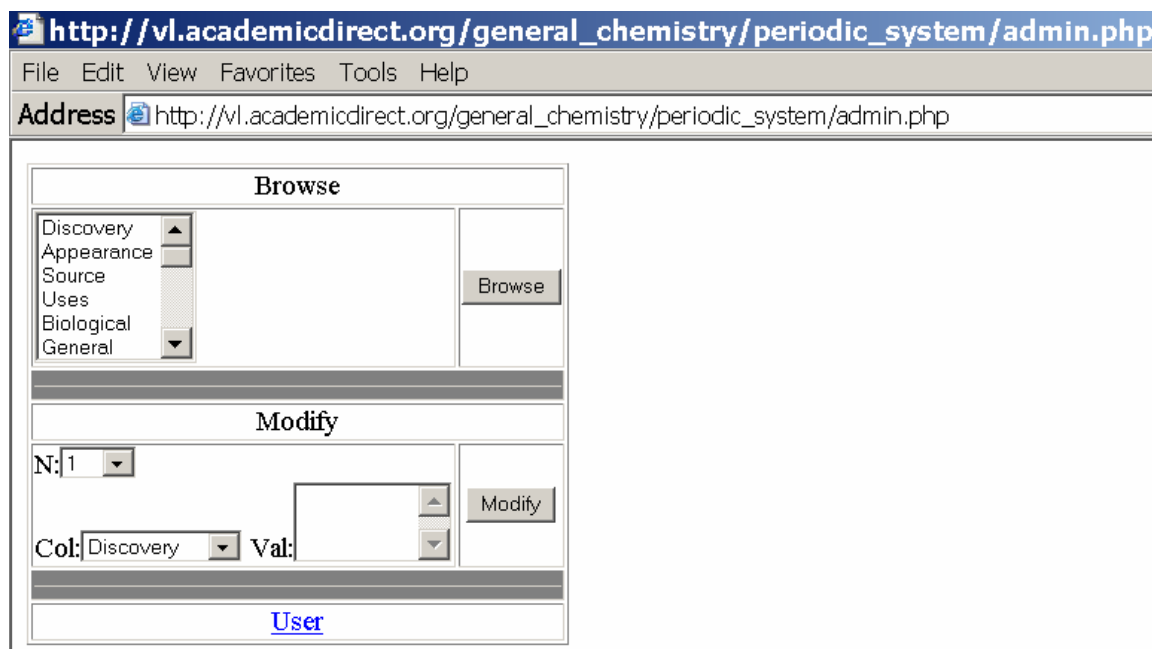 http://vl.academicdirect.org/general_chemistry/periodic_system/admin.php
File Edit View Favorites Tools Help
Address http://vl.academicdirect.org/general_chemistry/periodic_system/admin.php
Browse
Discovery
Appearance
Source
Uses
Biological
General
Browse
Modify
N: 1
Col: Discovery Val:
Modify
User